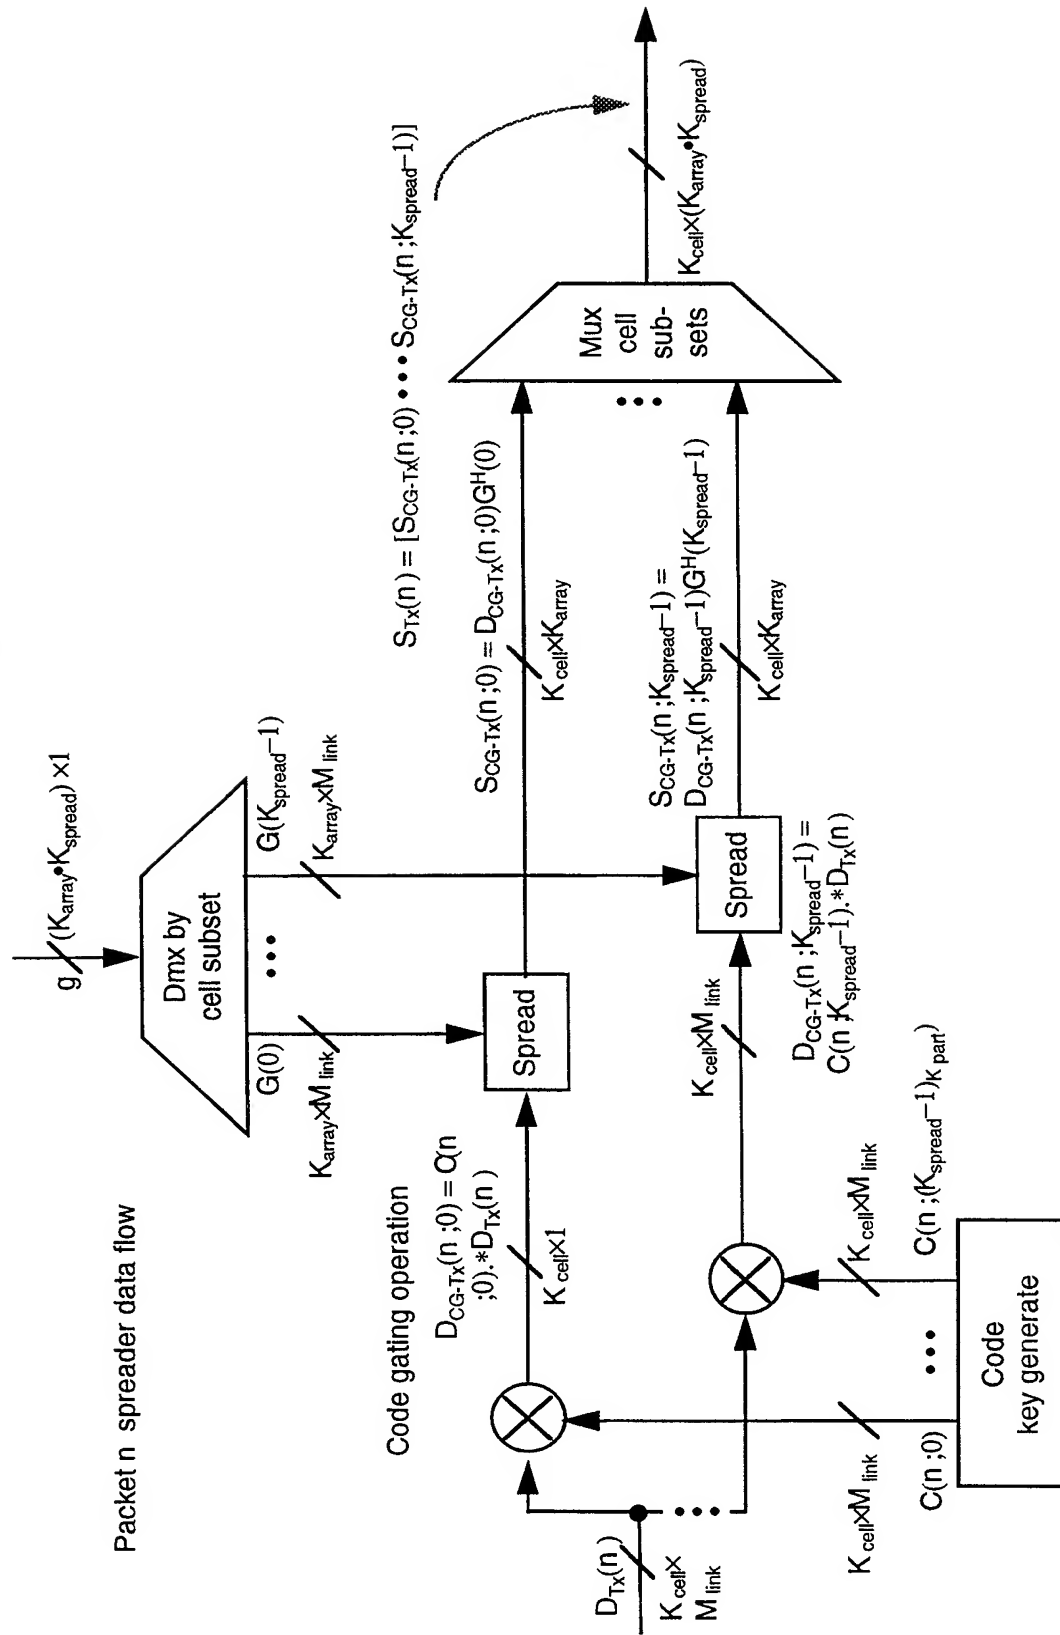 Packet n spreader data flow
g
(K_array•K_spread) ×1
Dmx by
cell subset
•••
G(0)
K_array×M_link
G(K_spread−1)
K_array×M_link
S_Tx(n) = [S_CG-Tx(n ;0) ••• S_CG-Tx(n ;K_spread−1)]
Code gating operation
D_CG-Tx(n ;0) = C(n
;0).*D_Tx(n )
K_cell×1
Spread
S_CG-Tx(n ;0) = D_CG-Tx(n ;0)G^H(0)
K_cell×K_array
D_Tx(n )
K_cell×
M_link
•••
K_cell×M_link
Spread
S_CG-Tx(n ;K_spread−1) =
D_CG-Tx(n ;K_spread−1)G^H(K_spread−1)
K_cell×K_array
•••
Mux
cell
sub-
sets
K_cell×(K_array•K_spread)
D_CG-Tx(n ;K_spread−1) =
C(n ;K_spread−1).*D_Tx(n )
K_cell×M_link
C(n ;0)
•••
K_cell×M_link
C(n ;(K_spread−1)_K part)
Code
key generate